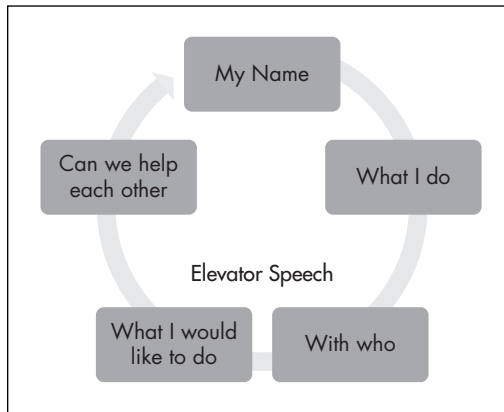 My Name
What I do
With who
What I would
like to do
Can we help
each other
Elevator Speech